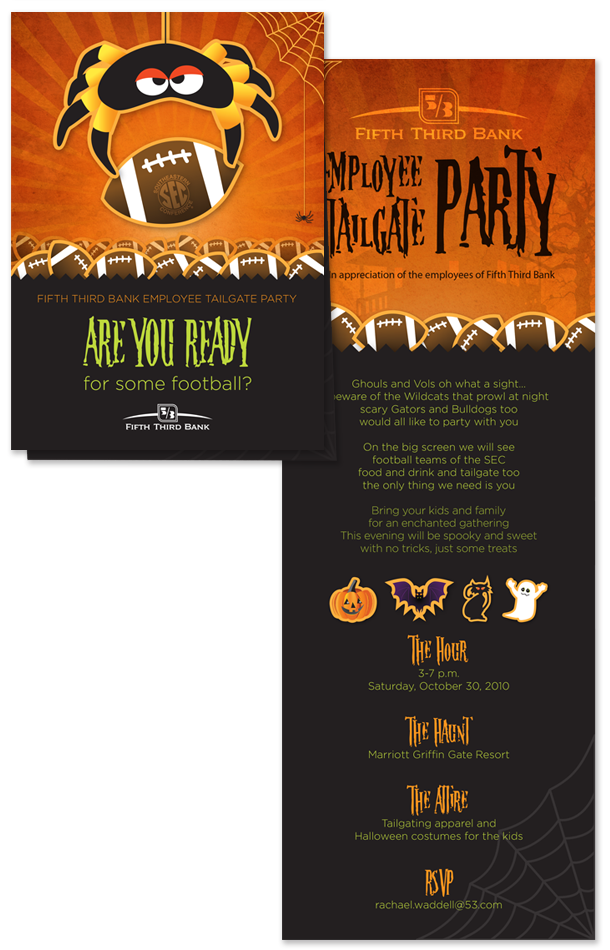 SOUTHEASTERN
SEC
CONFERENCE
FIFTH THIRD BANK EMPLOYEE TAILGATE PARTY
ARE YOU READY
for some football?
5/3
FIFTH THIRD BANK
5/3
FIFTH THIRD BANK
EMPLOYEE
TAILGATE PARTY
n appreciation of the employees of Fifth Third Bank
Ghouls and Vols oh what a sight...
eware of the Wildcats that prowl at night
scary Gators and Bulldogs too
would all like to party with you
On the big screen we will see
football teams of the SEC
food and drink and tailgate too
the only thing we need is you
Bring your kids and family
for an enchanted gathering
This evening will be spooky and sweet
with no tricks, just some treats
THE HOUR
3-7 p.m.
Saturday, October 30, 2010
THE HAUNT
Marriott Griffin Gate Resort
THE ATTIRE
Tailgating apparel and
Halloween costumes for the kids
RSVP
rachael.waddell@53.com